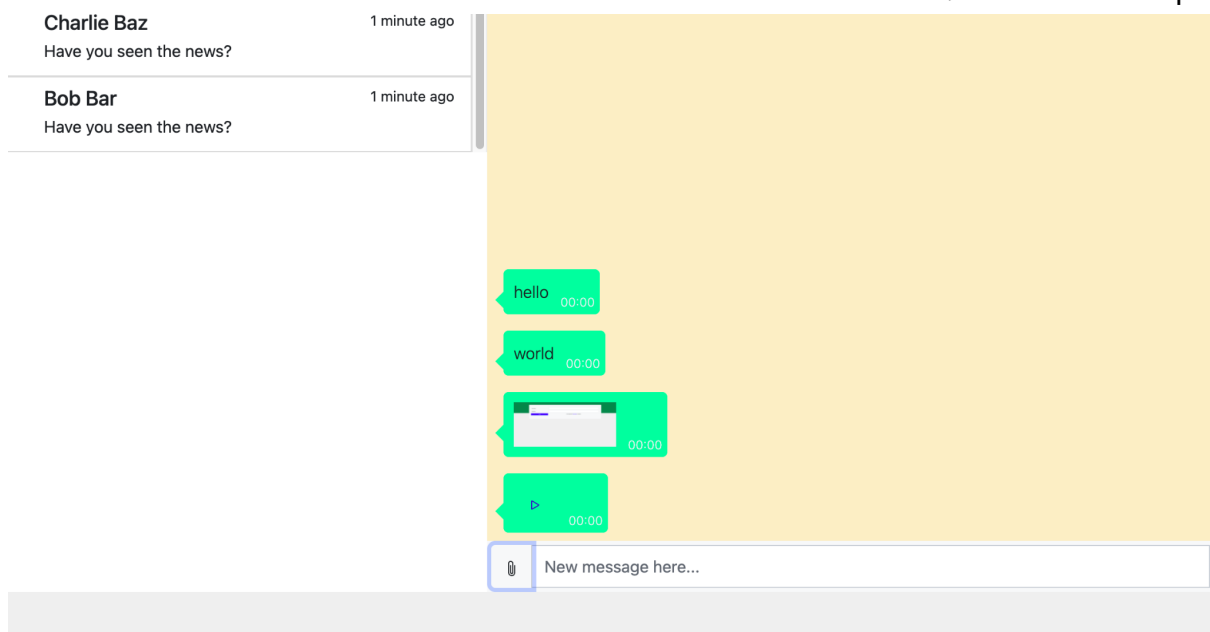 Charlie Baz 1 minute ago
Have you seen the news?
Bob Bar 1 minute ago
Have you seen the news?
hello 00:00
world 00:00
00:00
00:00
New message here...